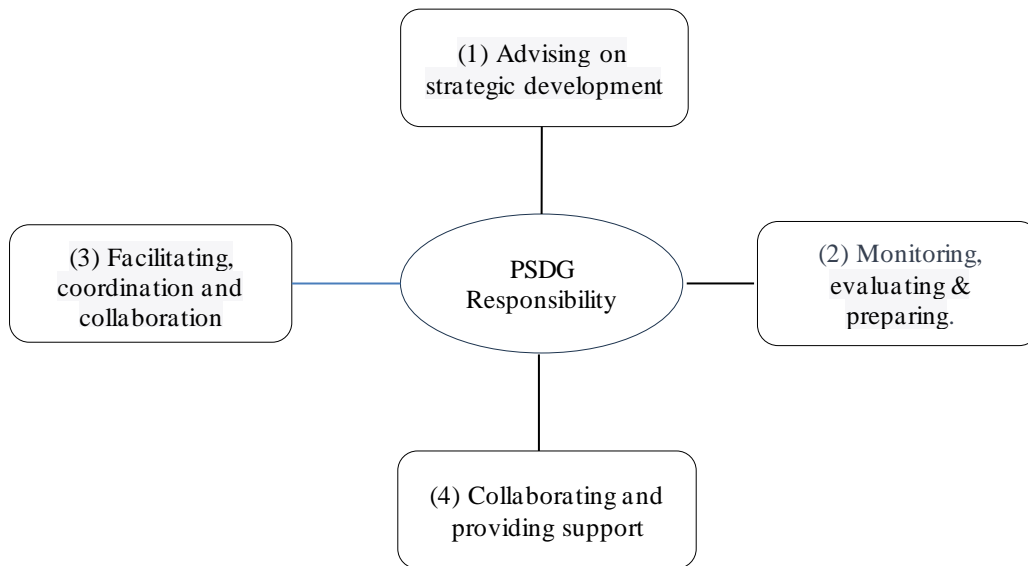 (1) Advising on
strategic development
(3) Facilitating,
coordination and
collaboration
PSDG
Responsibility
(2) Monitoring,
evaluating &
preparing.
(4) Collaborating and
providing support